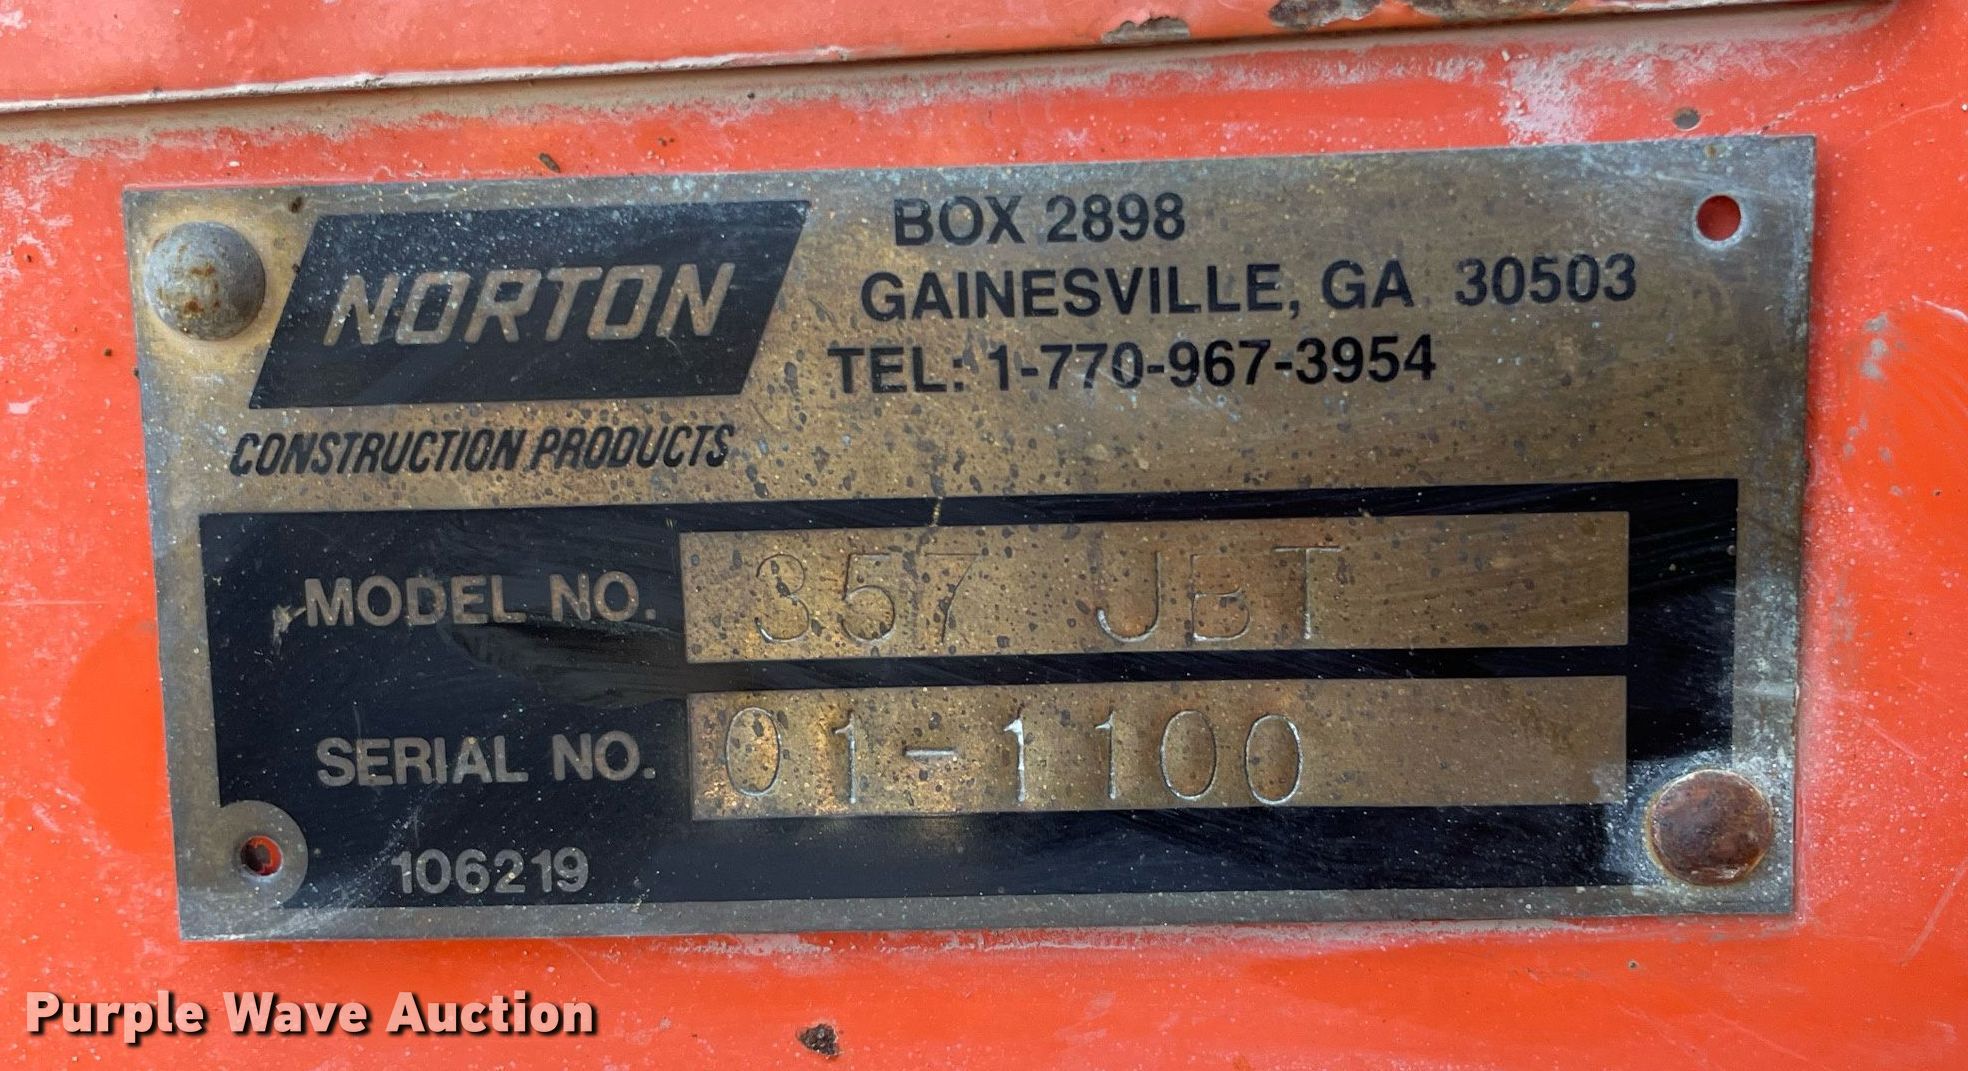 NORTON
CONSTRUCTION PRODUCTS
BOX 2898
GAINESVILLE, GA 30503
TEL: 1-770-967-3954
MODEL NO. 357 JBT
SERIAL NO. 01-1100
106219
Purple Wave Auction